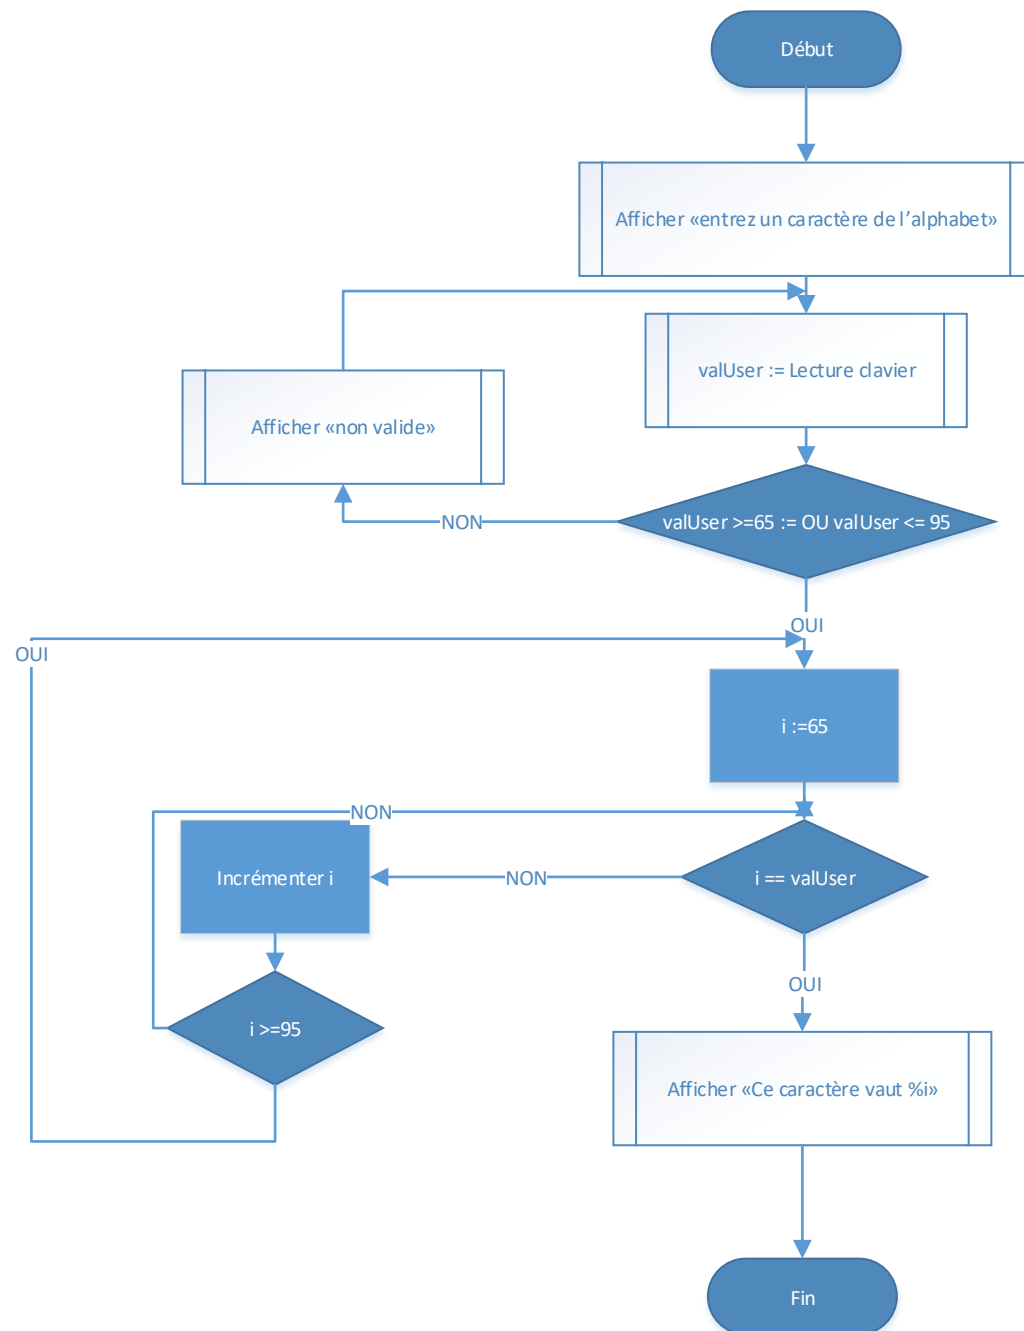 Début
Afficher «entrez un caractère de l’alphabet»
valUser := Lecture clavier
Afficher «non valide»
NON
valUser >=65 := OU valUser <= 95
OUI
OUI
i :=65
NON
Incrémenter i
NON
i == valUser
OUI
i >=95
Afficher «Ce caractère vaut %i»
Fin